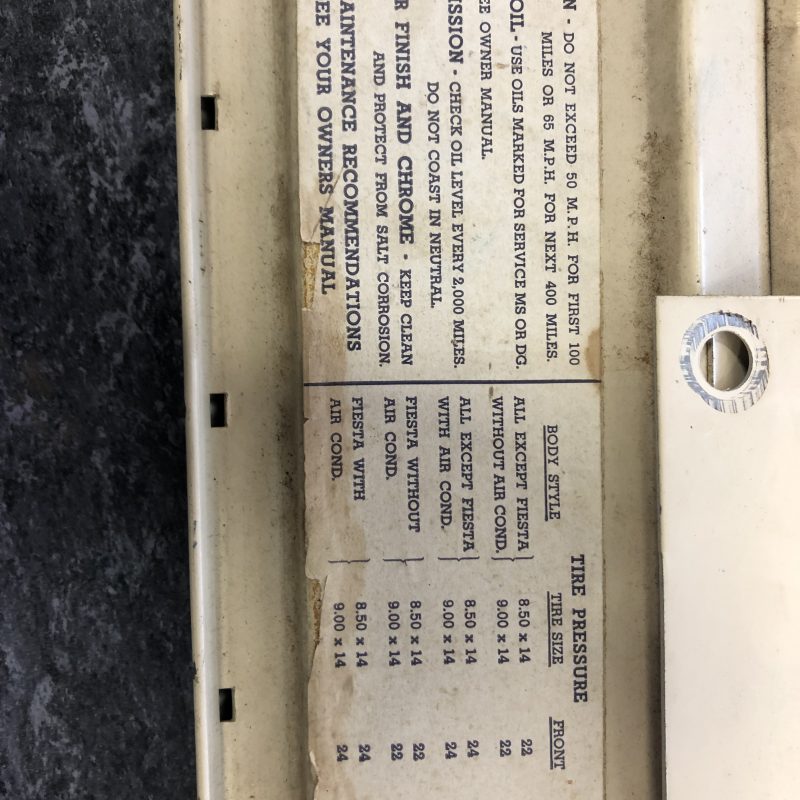 N - DO NOT EXCEED 50 M.P.H. FOR FIRST 100
MILES OR 65 M.P.H. FOR NEXT 400 MILES.
OIL - USE OILS MARKED FOR SERVICE MS OR DG.
EE OWNER MANUAL.
ISSION - CHECK OIL LEVEL EVERY 2,000 MILES.
DO NOT COAST IN NEUTRAL.
R FINISH AND CHROME - KEEP CLEAN
AND PROTECT FROM SALT CORROSION.
AINTENANCE RECOMMENDATIONS
EE YOUR OWNERS MANUAL
TIRE PRESSURE
BODY STYLE TIRE SIZE FRONT
ALL EXCEPT FIESTA } 8.50 x 14 22
WITHOUT AIR COND. } 9.00 x 14 22
ALL EXCEPT FIESTA } 8.50 x 14 24
WITH AIR COND. } 9.00 x 14 24
FIESTA WITHOUT } 8.50 x 14 22
AIR COND. } 9.00 x 14 22
FIESTA WITH } 8.50 x 14 24
AIR COND. } 9.00 x 14 24